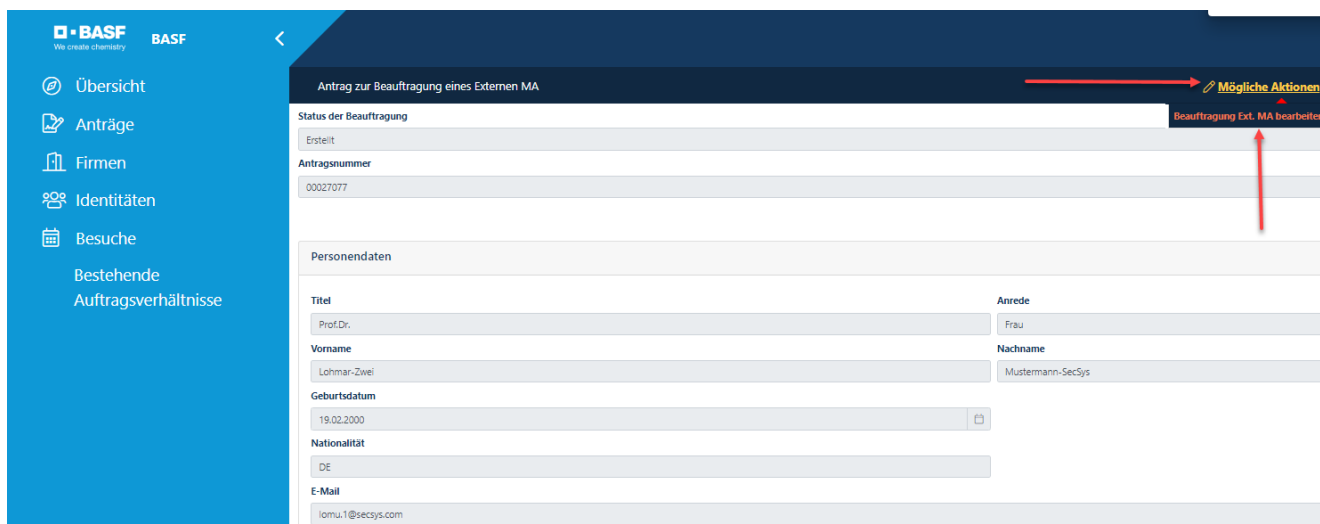 BASF
We create chemistry
BASF
Übersicht
Anträge
Firmen
Identitäten
Besuche
Bestehende
Auftragsverhältnisse
Antrag zur Beauftragung eines Externen MA
Mögliche Aktionen
Beauftragung Ext. MA bearbeiten
Status der Beauftragung
Erstellt
Antragsnummer
00027077
Personendaten
Titel
Anrede
Prof.Dr.
Frau
Vorname
Nachname
Lohmar-Zwei
Mustermann-SecSys
Geburtsdatum
19.02.2000
Nationalität
DE
E-Mail
lomu.1@secsys.com